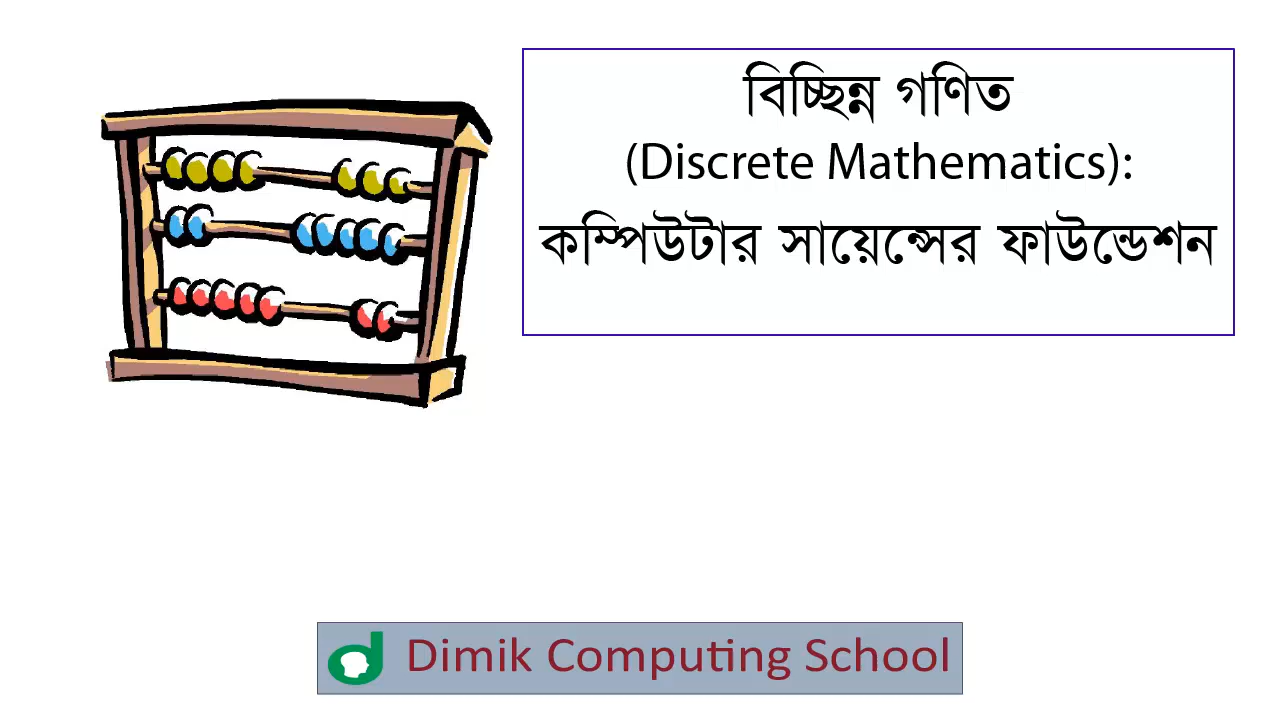 বিচ্ছিন্ন গণিত
(Discrete Mathematics):
কম্পিউটার সায়েন্সের ফাউন্ডেশন
Dimik Computing School